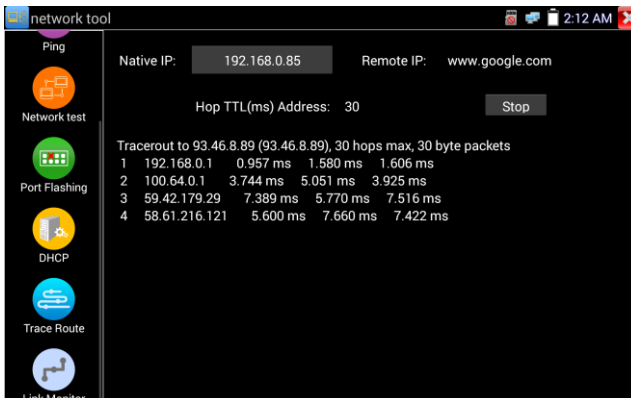 network tool
2:12 AM
Ping
Network test
Port Flashing
DHCP
Trace Route
Link Monitor
Native IP: 192.168.0.85 Remote IP: www.google.com
Hop TTL(ms) Address: 30 Stop
Tracerout to 93.46.8.89 (93.46.8.89), 30 hops max, 30 byte packets
1 192.168.0.1 0.957 ms 1.580 ms 1.606 ms
2 100.64.0.1 3.744 ms 5.051 ms 3.925 ms
3 59.42.179.29 7.389 ms 5.770 ms 7.516 ms
4 58.61.216.121 5.600 ms 7.660 ms 7.422 ms